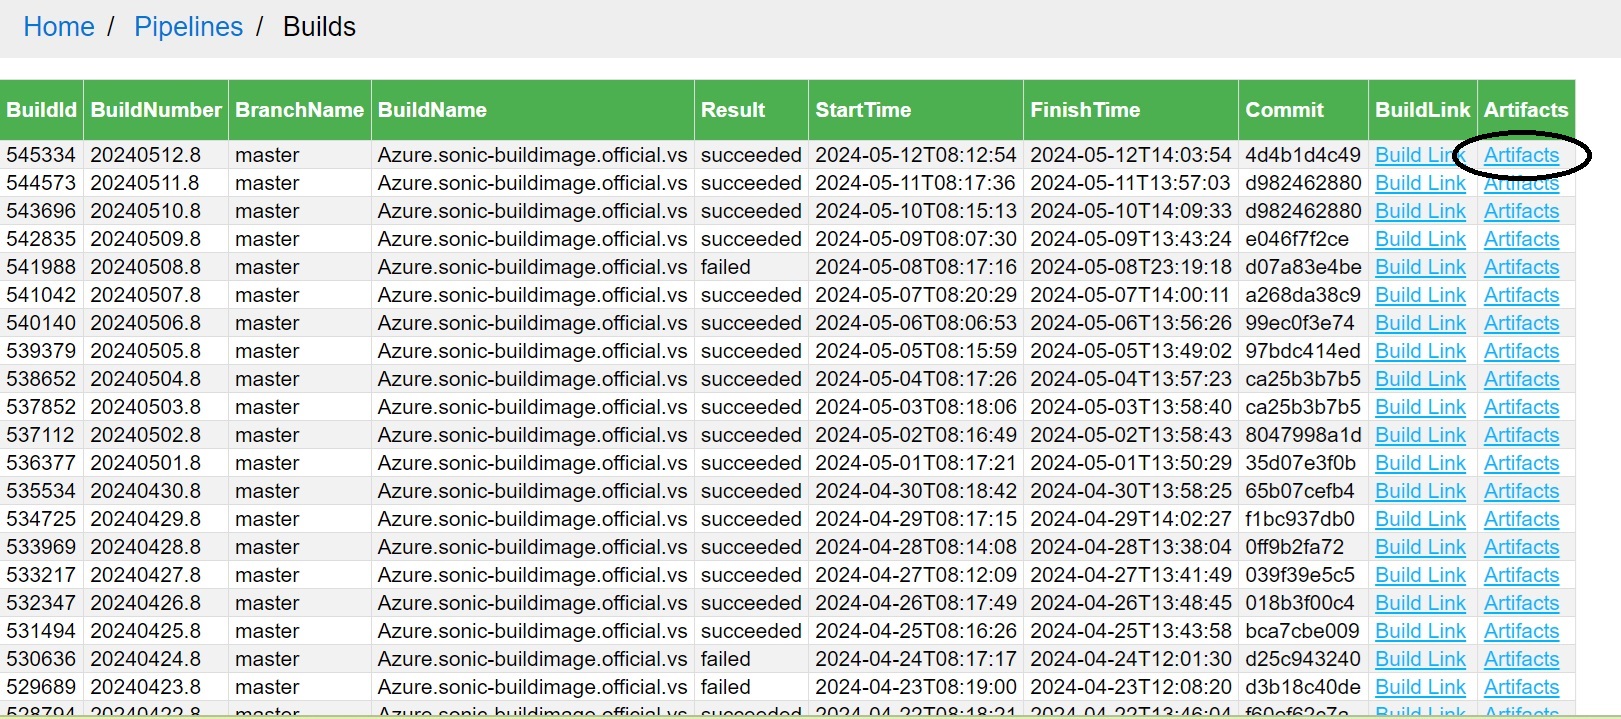 Home / Pipelines / Builds
BuildId BuildNumber BranchName BuildName Result StartTime FinishTime Commit BuildLink Artifacts
545334 20240512.8 master Azure.sonic-buildimage.official.vs succeeded 2024-05-12T08:12:54 2024-05-12T14:03:54 4d4b1d4c49 Build Link Artifacts
544573 20240511.8 master Azure.sonic-buildimage.official.vs succeeded 2024-05-11T08:17:36 2024-05-11T13:57:03 d982462880 Build Link Artifacts
543696 20240510.8 master Azure.sonic-buildimage.official.vs succeeded 2024-05-10T08:15:13 2024-05-10T14:09:33 d982462880 Build Link Artifacts
542835 20240509.8 master Azure.sonic-buildimage.official.vs succeeded 2024-05-09T08:07:30 2024-05-09T13:43:24 e046f7f2ce Build Link Artifacts
541988 20240508.8 master Azure.sonic-buildimage.official.vs failed 2024-05-08T08:17:16 2024-05-08T23:19:18 d07a83e4be Build Link Artifacts
541042 20240507.8 master Azure.sonic-buildimage.official.vs succeeded 2024-05-07T08:20:29 2024-05-07T14:00:11 a268da38c9 Build Link Artifacts
540140 20240506.8 master Azure.sonic-buildimage.official.vs succeeded 2024-05-06T08:06:53 2024-05-06T13:56:26 99ec0f3e74 Build Link Artifacts
539379 20240505.8 master Azure.sonic-buildimage.official.vs succeeded 2024-05-05T08:15:59 2024-05-05T13:49:02 97bdc414ed Build Link Artifacts
538652 20240504.8 master Azure.sonic-buildimage.official.vs succeeded 2024-05-04T08:17:26 2024-05-04T13:57:23 ca25b3b7b5 Build Link Artifacts
537852 20240503.8 master Azure.sonic-buildimage.official.vs succeeded 2024-05-03T08:18:06 2024-05-03T13:58:40 ca25b3b7b5 Build Link Artifacts
537112 20240502.8 master Azure.sonic-buildimage.official.vs succeeded 2024-05-02T08:16:49 2024-05-02T13:58:43 8047998a1d Build Link Artifacts
536377 20240501.8 master Azure.sonic-buildimage.official.vs succeeded 2024-05-01T08:17:21 2024-05-01T13:50:29 35d07e3f0b Build Link Artifacts
535534 20240430.8 master Azure.sonic-buildimage.official.vs succeeded 2024-04-30T08:18:42 2024-04-30T13:58:25 65b07cefb4 Build Link Artifacts
534725 20240429.8 master Azure.sonic-buildimage.official.vs succeeded 2024-04-29T08:17:15 2024-04-29T14:02:27 f1bc937db0 Build Link Artifacts
533969 20240428.8 master Azure.sonic-buildimage.official.vs succeeded 2024-04-28T08:14:08 2024-04-28T13:38:04 0ff9b2fa72 Build Link Artifacts
533217 20240427.8 master Azure.sonic-buildimage.official.vs succeeded 2024-04-27T08:12:09 2024-04-27T13:41:49 039f39e5c5 Build Link Artifacts
532347 20240426.8 master Azure.sonic-buildimage.official.vs succeeded 2024-04-26T08:17:49 2024-04-26T13:48:45 018b3f00c4 Build Link Artifacts
531494 20240425.8 master Azure.sonic-buildimage.official.vs succeeded 2024-04-25T08:16:26 2024-04-25T13:43:58 bca7cbe009 Build Link Artifacts
530636 20240424.8 master Azure.sonic-buildimage.official.vs failed 2024-04-24T08:17:17 2024-04-24T12:01:30 d25c943240 Build Link Artifacts
529689 20240423.8 master Azure.sonic-buildimage.official.vs failed 2024-04-23T08:19:00 2024-04-23T12:08:20 d3b18c40de Build Link Artifacts
528794 20240422.8 master Azure.sonic-buildimage.official.vs succeeded 2024-04-22T08:18:21 2024-04-22T13:46:04 Build Link Artifacts